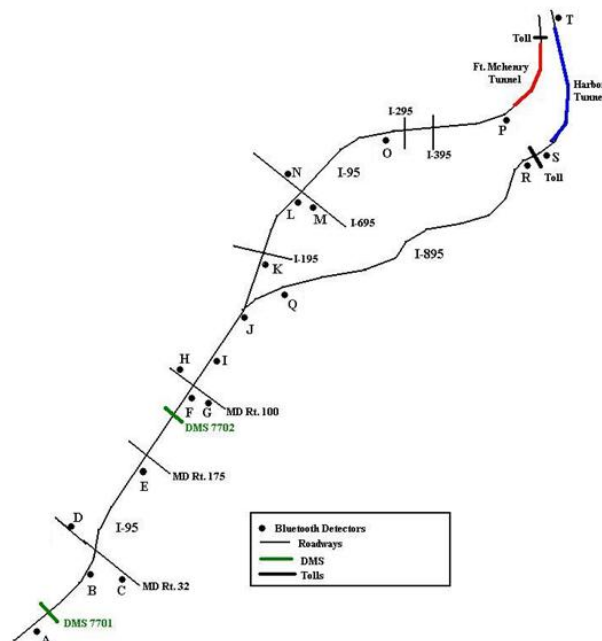 T
Toll
Ft. Mchenry
Tunnel
Harbor
Tunnel
P
I-295
I-395
O
S
R
Toll
N
I-95
L
M
I-695
I-895
I-195
K
Q
J
H
I
F
G
MD Rt. 100
DMS 7702
MD Rt. 175
E
D
I-95
B
C
MD Rt. 32
DMS 7701
A
Bluetooth Detectors
Roadways
DMS
Tolls